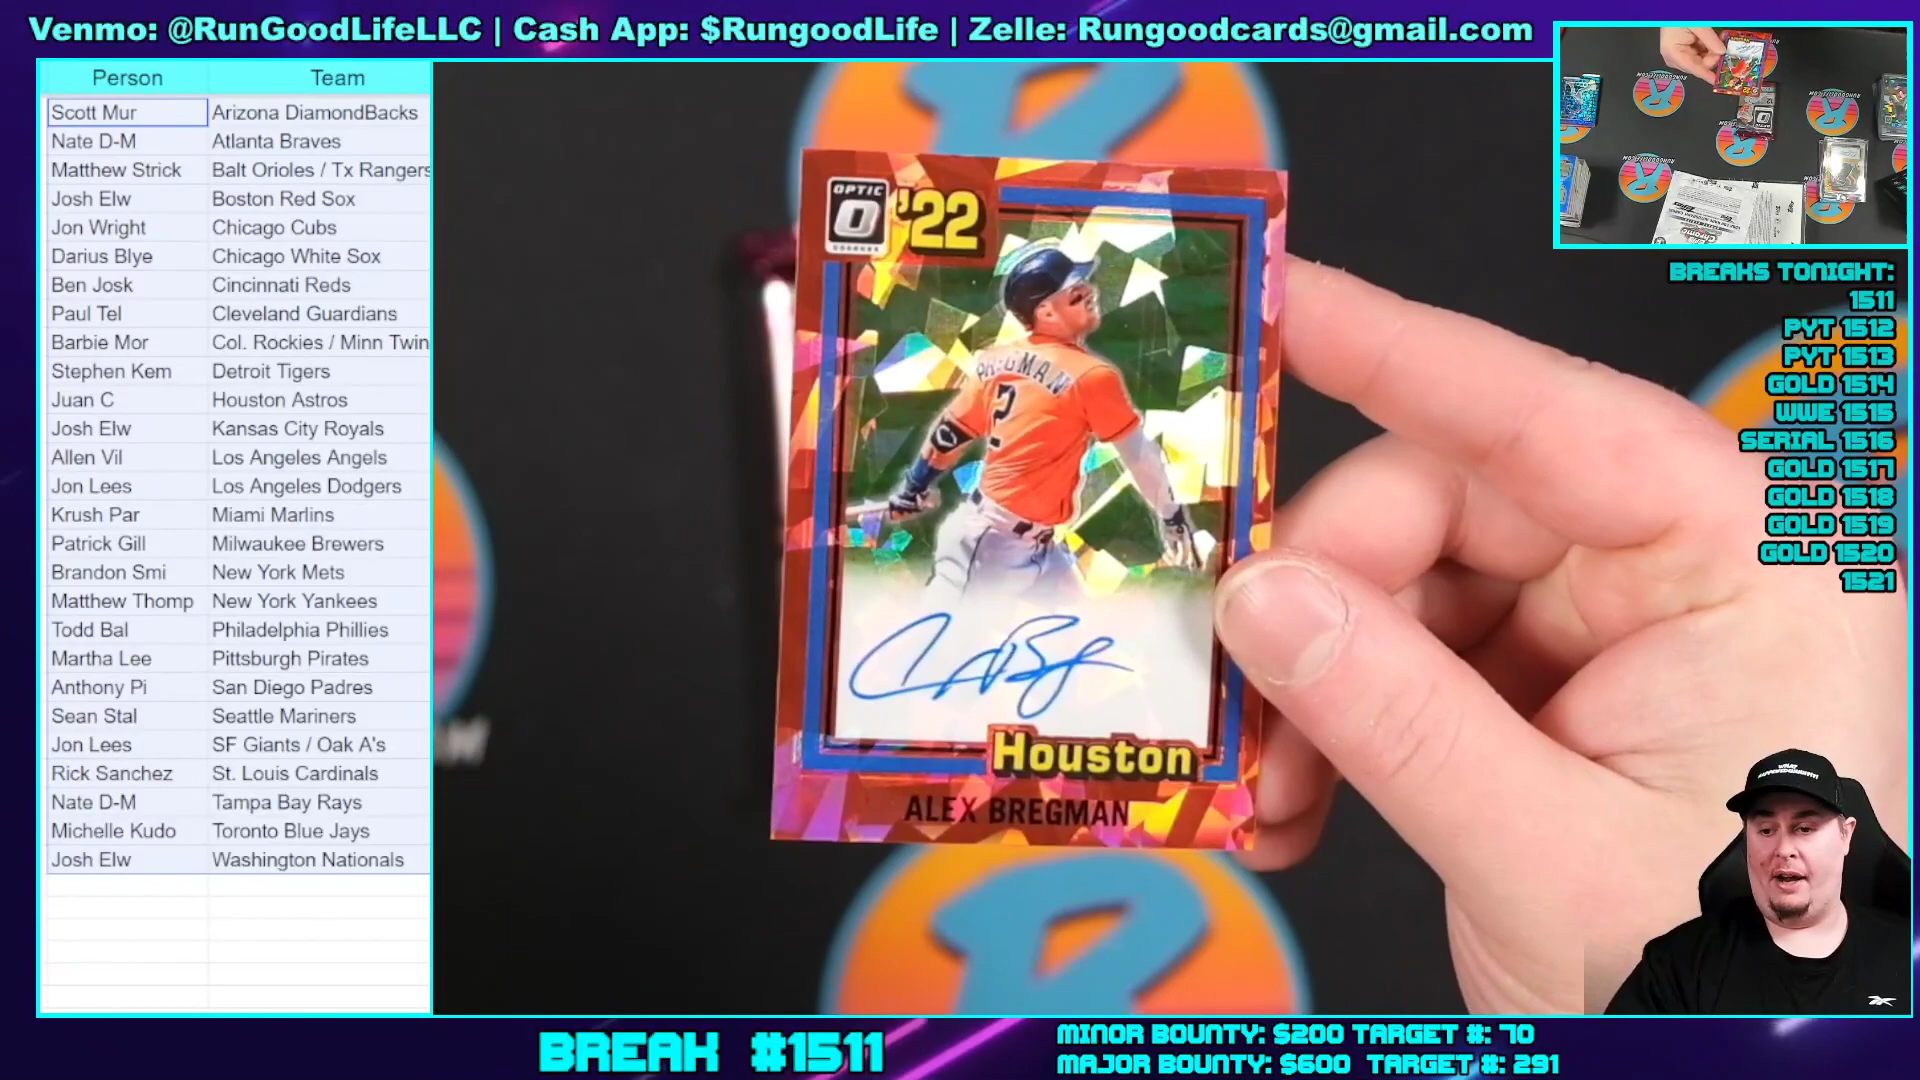 Venmo: @RunGoodLifeLLC | Cash App: $RungoodLife | Zelle: Rungoodcards@gmail.com
Person Team
Scott Mur Arizona DiamondBacks
Nate D-M Atlanta Braves
Matthew Strick Balt Orioles / Tx Rangers
Josh Elw Boston Red Sox
Jon Wright Chicago Cubs
Darius Blye Chicago White Sox
Ben Josk Cincinnati Reds
Paul Tel Cleveland Guardians
Barbie Mor Col. Rockies / Minn Twin
Stephen Kem Detroit Tigers
Juan C Houston Astros
Josh Elw Kansas City Royals
Allen Vil Los Angeles Angels
Jon Lees Los Angeles Dodgers
Krush Par Miami Marlins
Patrick Gill Milwaukee Brewers
Brandon Smi New York Mets
Matthew Thomp New York Yankees
Todd Bal Philadelphia Phillies
Martha Lee Pittsburgh Pirates
Anthony Pi San Diego Padres
Sean Stal Seattle Mariners
Jon Lees SF Giants / Oak A's
Rick Sanchez St. Louis Cardinals
Nate D-M Tampa Bay Rays
Michelle Kudo Toronto Blue Jays
Josh Elw Washington Nationals
OPTIC
'22
BREGMAN
2
Houston
ALEX BREGMAN
BREAKS TONIGHT:
1511
PYT 1512
PYT 1513
GOLD 1514
WWE 1515
SERIAL 1516
GOLD 1517
GOLD 1518
GOLD 1519
GOLD 1520
1521
BREAK #1511
MINOR BOUNTY: $200 TARGET #: 70
MAJOR BOUNTY: $600 TARGET #: 291